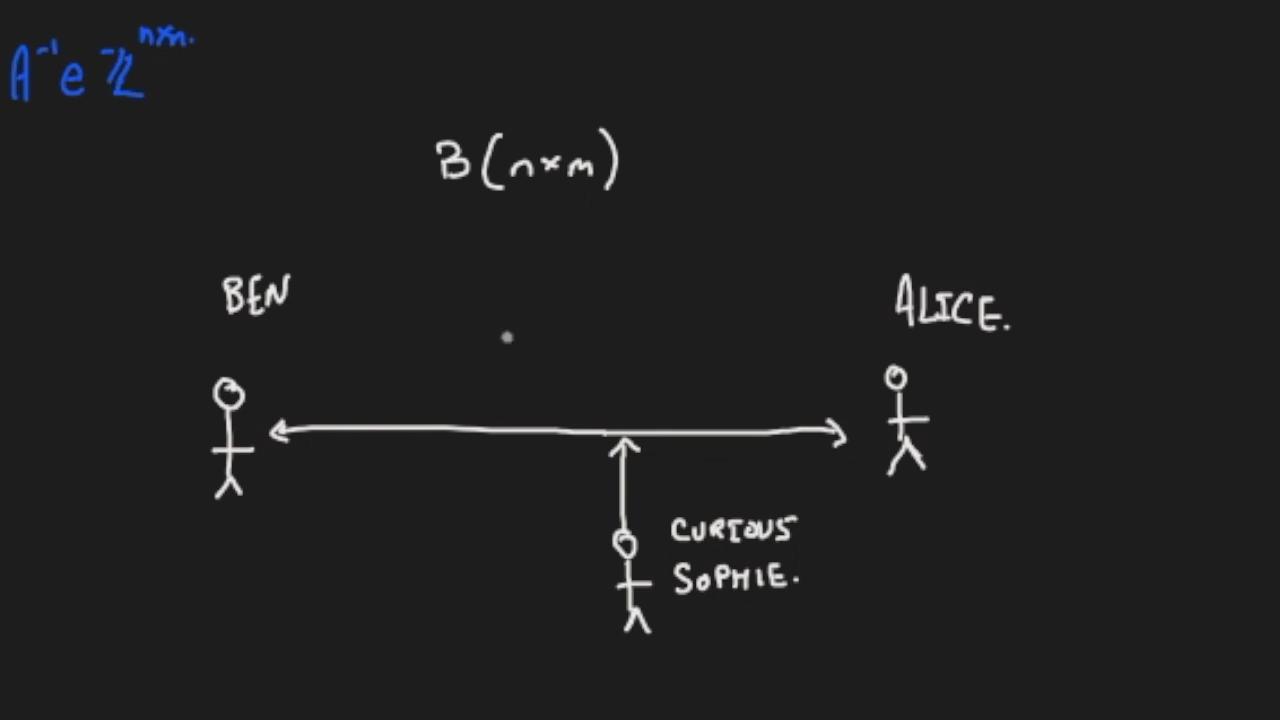 A⁻¹ e ℤⁿˣⁿ.
B(n×m)
BEN
ALICE.
CURIOUS
SOPHIE.